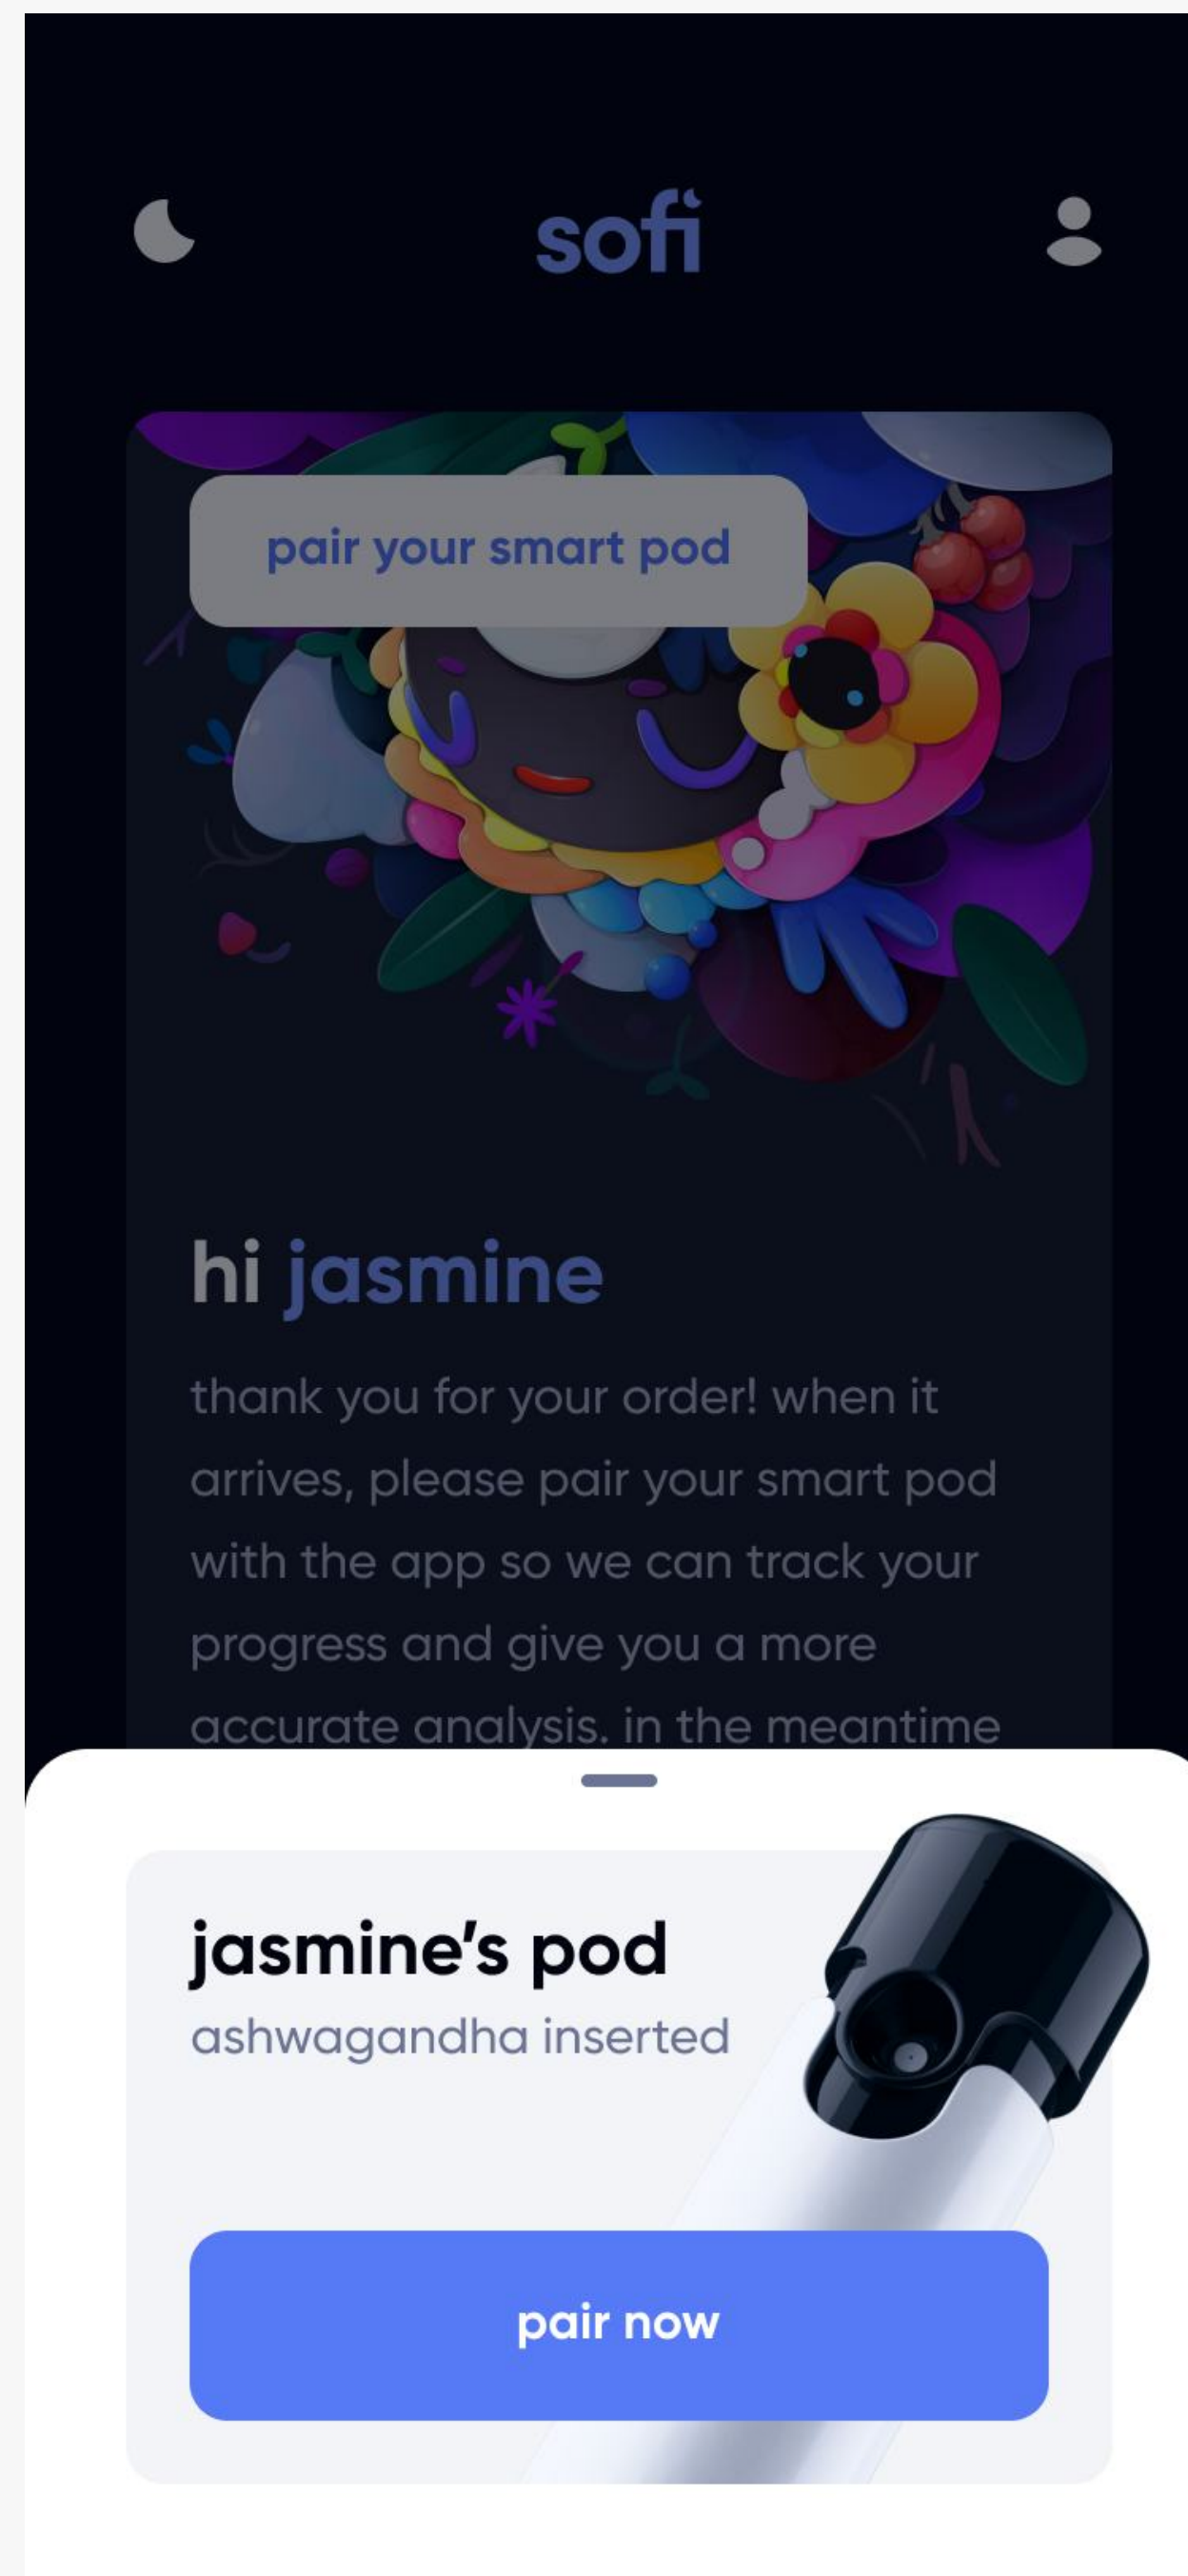 sofi
pair your smart pod
hi jasmine
thank you for your order! when it
arrives, please pair your smart pod
with the app so we can track your
progress and give you a more
accurate analysis. in the meantime
jasmine's pod
ashwagandha inserted
pair now